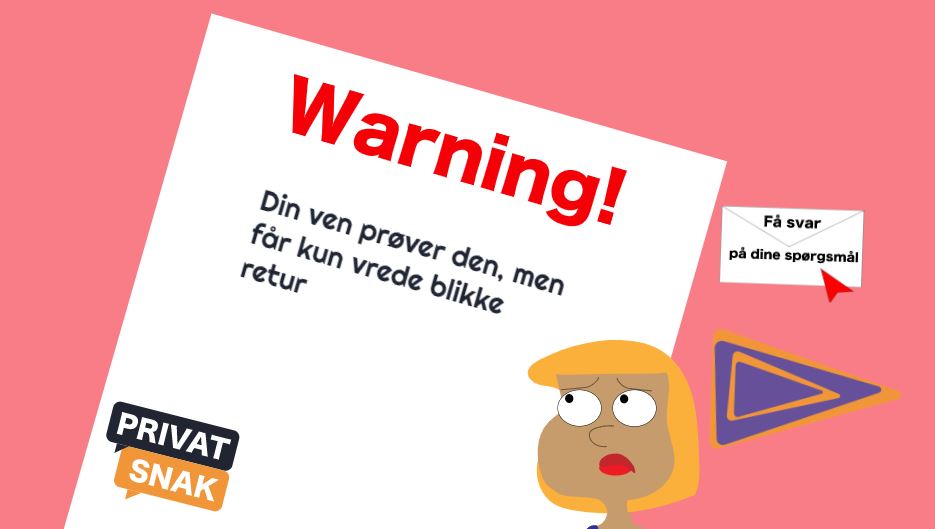 Warning!
Din ven prøver den, men
får kun vrede blikke
retur
Få svar
på dine spørgsmål
PRIVAT
SNAK